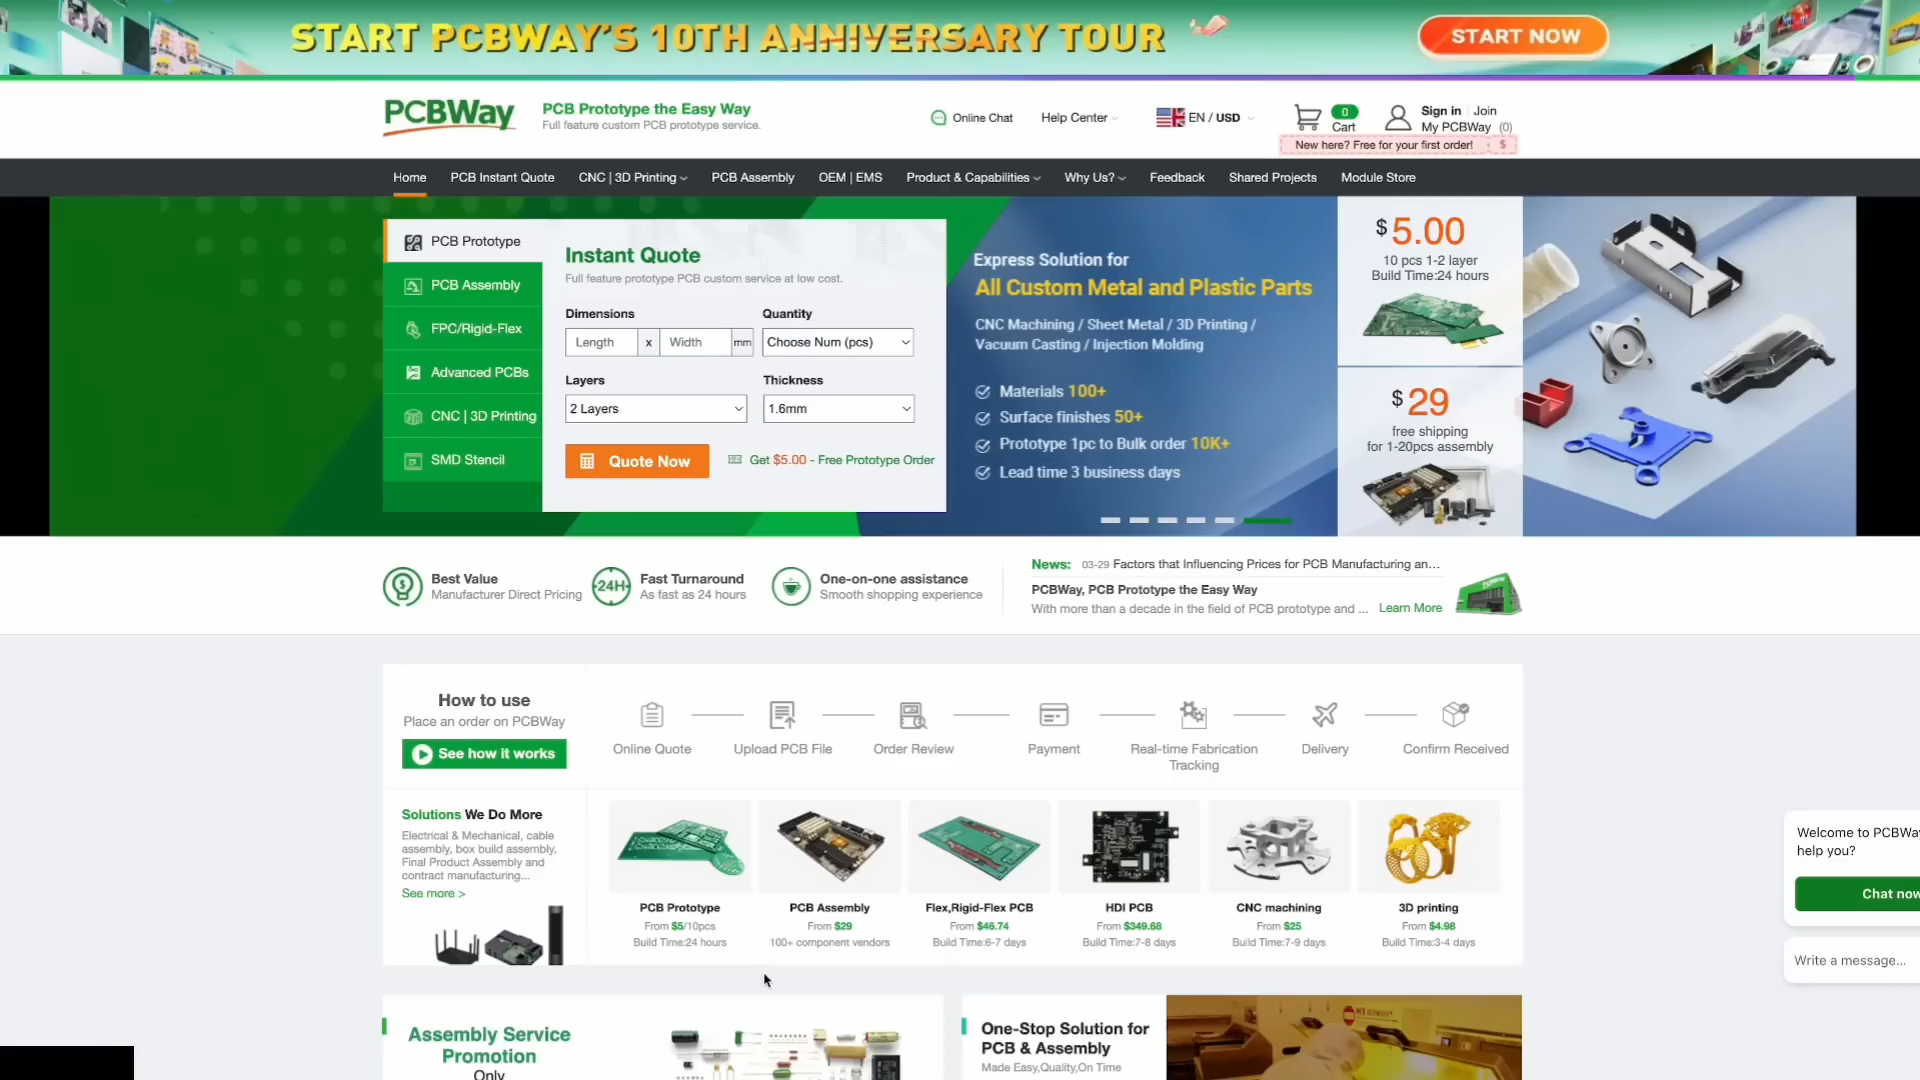 START PCBWAY'S 10TH ANNIVERSARY TOUR
START NOW
PCBWay
PCB Prototype the Easy Way
Full feature custom PCB prototype service.
Online Chat
Help Center
EN / USD
0
Cart
Sign in | Join
My PCBWay (0)
New here? Free for your first order! $
Home
PCB Instant Quote
CNC | 3D Printing
PCB Assembly
OEM | EMS
Product & Capabilities
Why Us?
Feedback
Shared Projects
Module Store
PCB Prototype
PCB Assembly
FPC/Rigid-Flex
Advanced PCBs
CNC | 3D Printing
SMD Stencil
Instant Quote
Full feature prototype PCB custom service at low cost.
Dimensions
Quantity
Length x Width mm
Choose Num (pcs)
Layers
Thickness
2 Layers
1.6mm
Quote Now
Get $5.00 - Free Prototype Order
Express Solution for
All Custom Metal and Plastic Parts
CNC Machining / Sheet Metal / 3D Printing /
Vacuum Casting / Injection Molding
Materials 100+
Surface finishes 50+
Prototype 1pc to Bulk order 10K+
Lead time 3 business days
$5.00
10 pcs 1-2 layer
Build Time:24 hours
$29
free shipping
for 1-20pcs assembly
Best Value
Manufacturer Direct Pricing
24H
Fast Turnaround
As fast as 24 hours
One-on-one assistance
Smooth shopping experience
News: 03-29 Factors that Influencing Prices for PCB Manufacturing an...
PCBWay, PCB Prototype the Easy Way
With more than a decade in the field of PCB prototype and ... Learn More
How to use
Place an order on PCBWay
See how it works
Online Quote
Upload PCB File
Order Review
Payment
Real-time Fabrication
Tracking
Delivery
Confirm Received
Solutions We Do More
Electrical & Mechanical, cable
assembly, box build assembly,
Final Product Assembly and
contract manufacturing...
See more >
PCB Prototype
From $5/10pcs
Build Time:24 hours
PCB Assembly
From $29
100+ component vendors
Flex,Rigid-Flex PCB
From $46.74
Build Time:6-7 days
HDI PCB
From $349.68
Build Time:7-8 days
CNC machining
From $25
Build Time:7-9 days
3D printing
From $4.98
Build Time:3-4 days
Welcome to PCBWa
help you?
Chat now
Write a message...
Assembly Service
Promotion
Only
One-Stop Solution for
PCB & Assembly
Made Easy,Quality,On Time